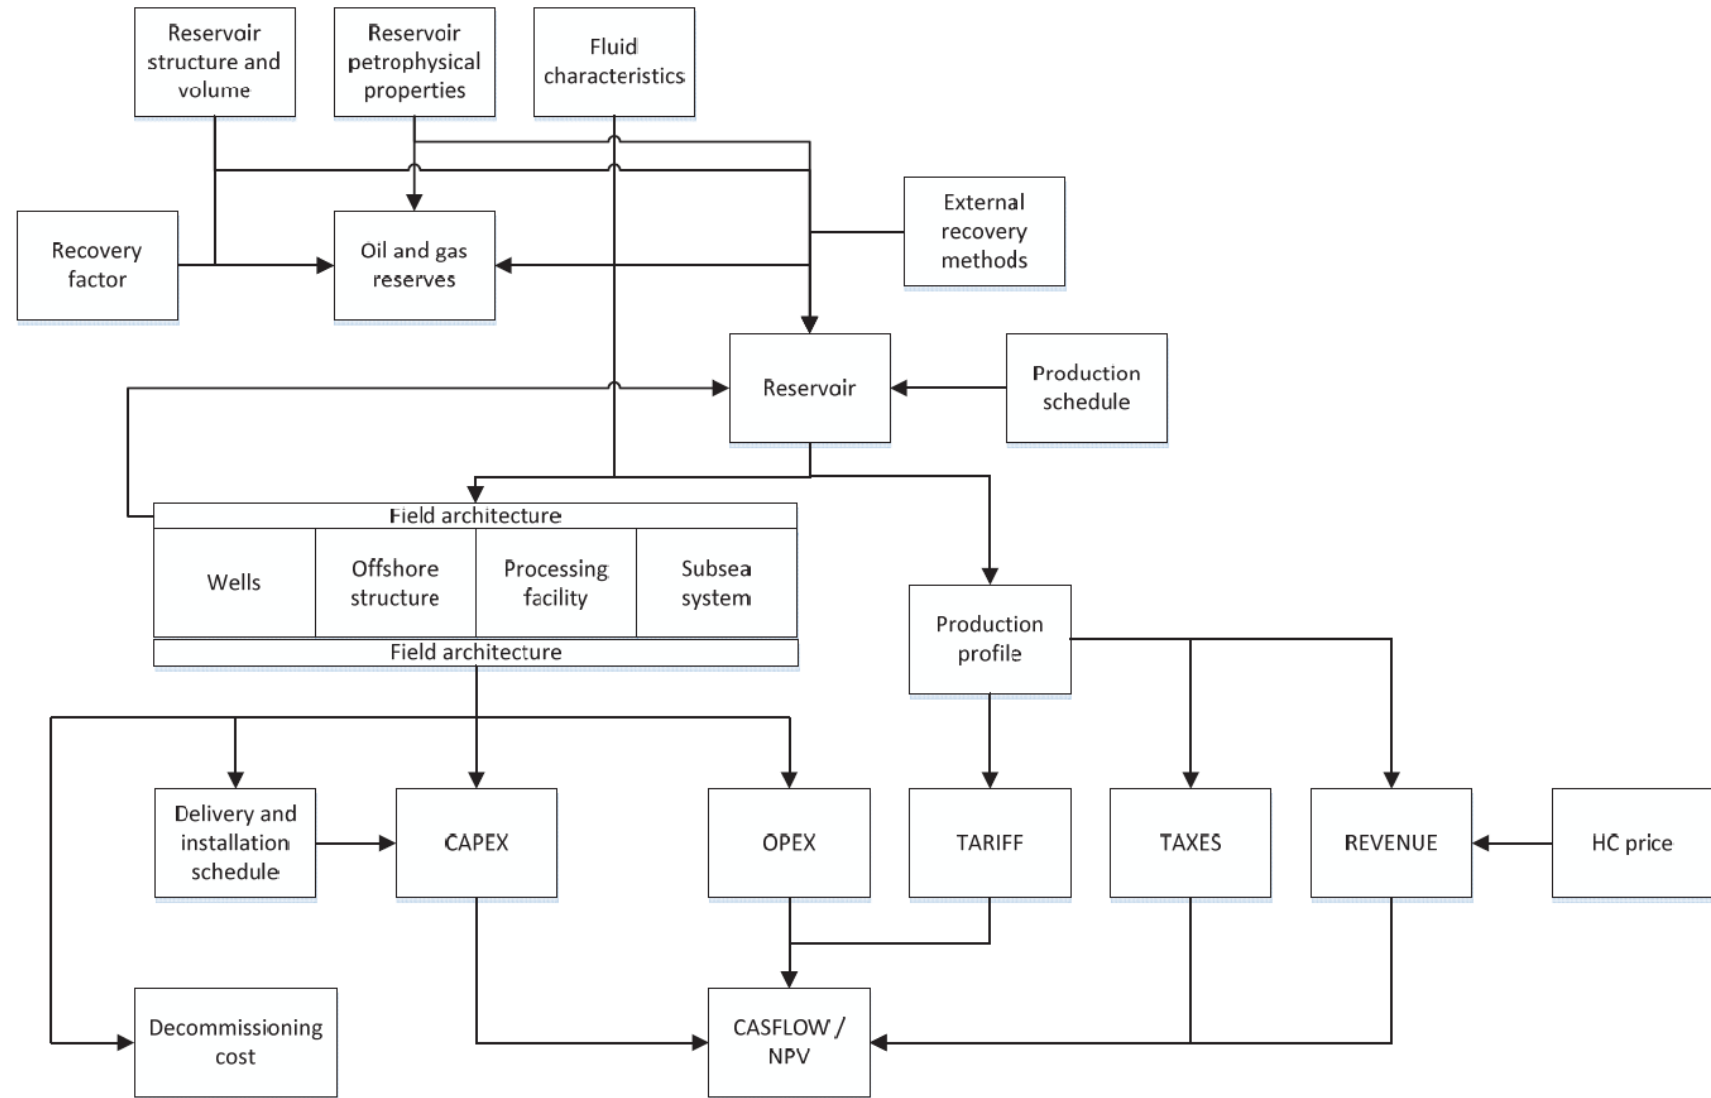 Reservoir
structure and
volume
Reservoir
petrophysical
properties
Fluid
characteristics
External
recovery
methods
Recovery
factor
Oil and gas
reserves
Reservoir
Production
schedule
Field architecture
Wells
Offshore
structure
Processing
facility
Subsea
system
Field architecture
Production
profile
Delivery and
installation
schedule
CAPEX
OPEX
TARIFF
TAXES
REVENUE
HC price
Decommissioning
cost
CASFLOW /
NPV